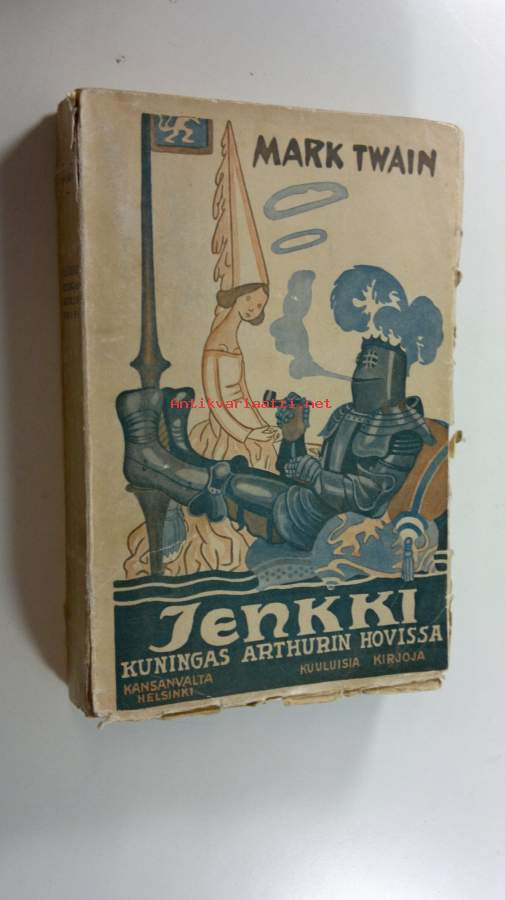 MARK TWAIN
Antikvariaatti.net
JENKKI
KUNINGAS ARTHURIN HOVISSA
KANSANVALTA
HELSINKI
KUULUISIA KIRJOJA